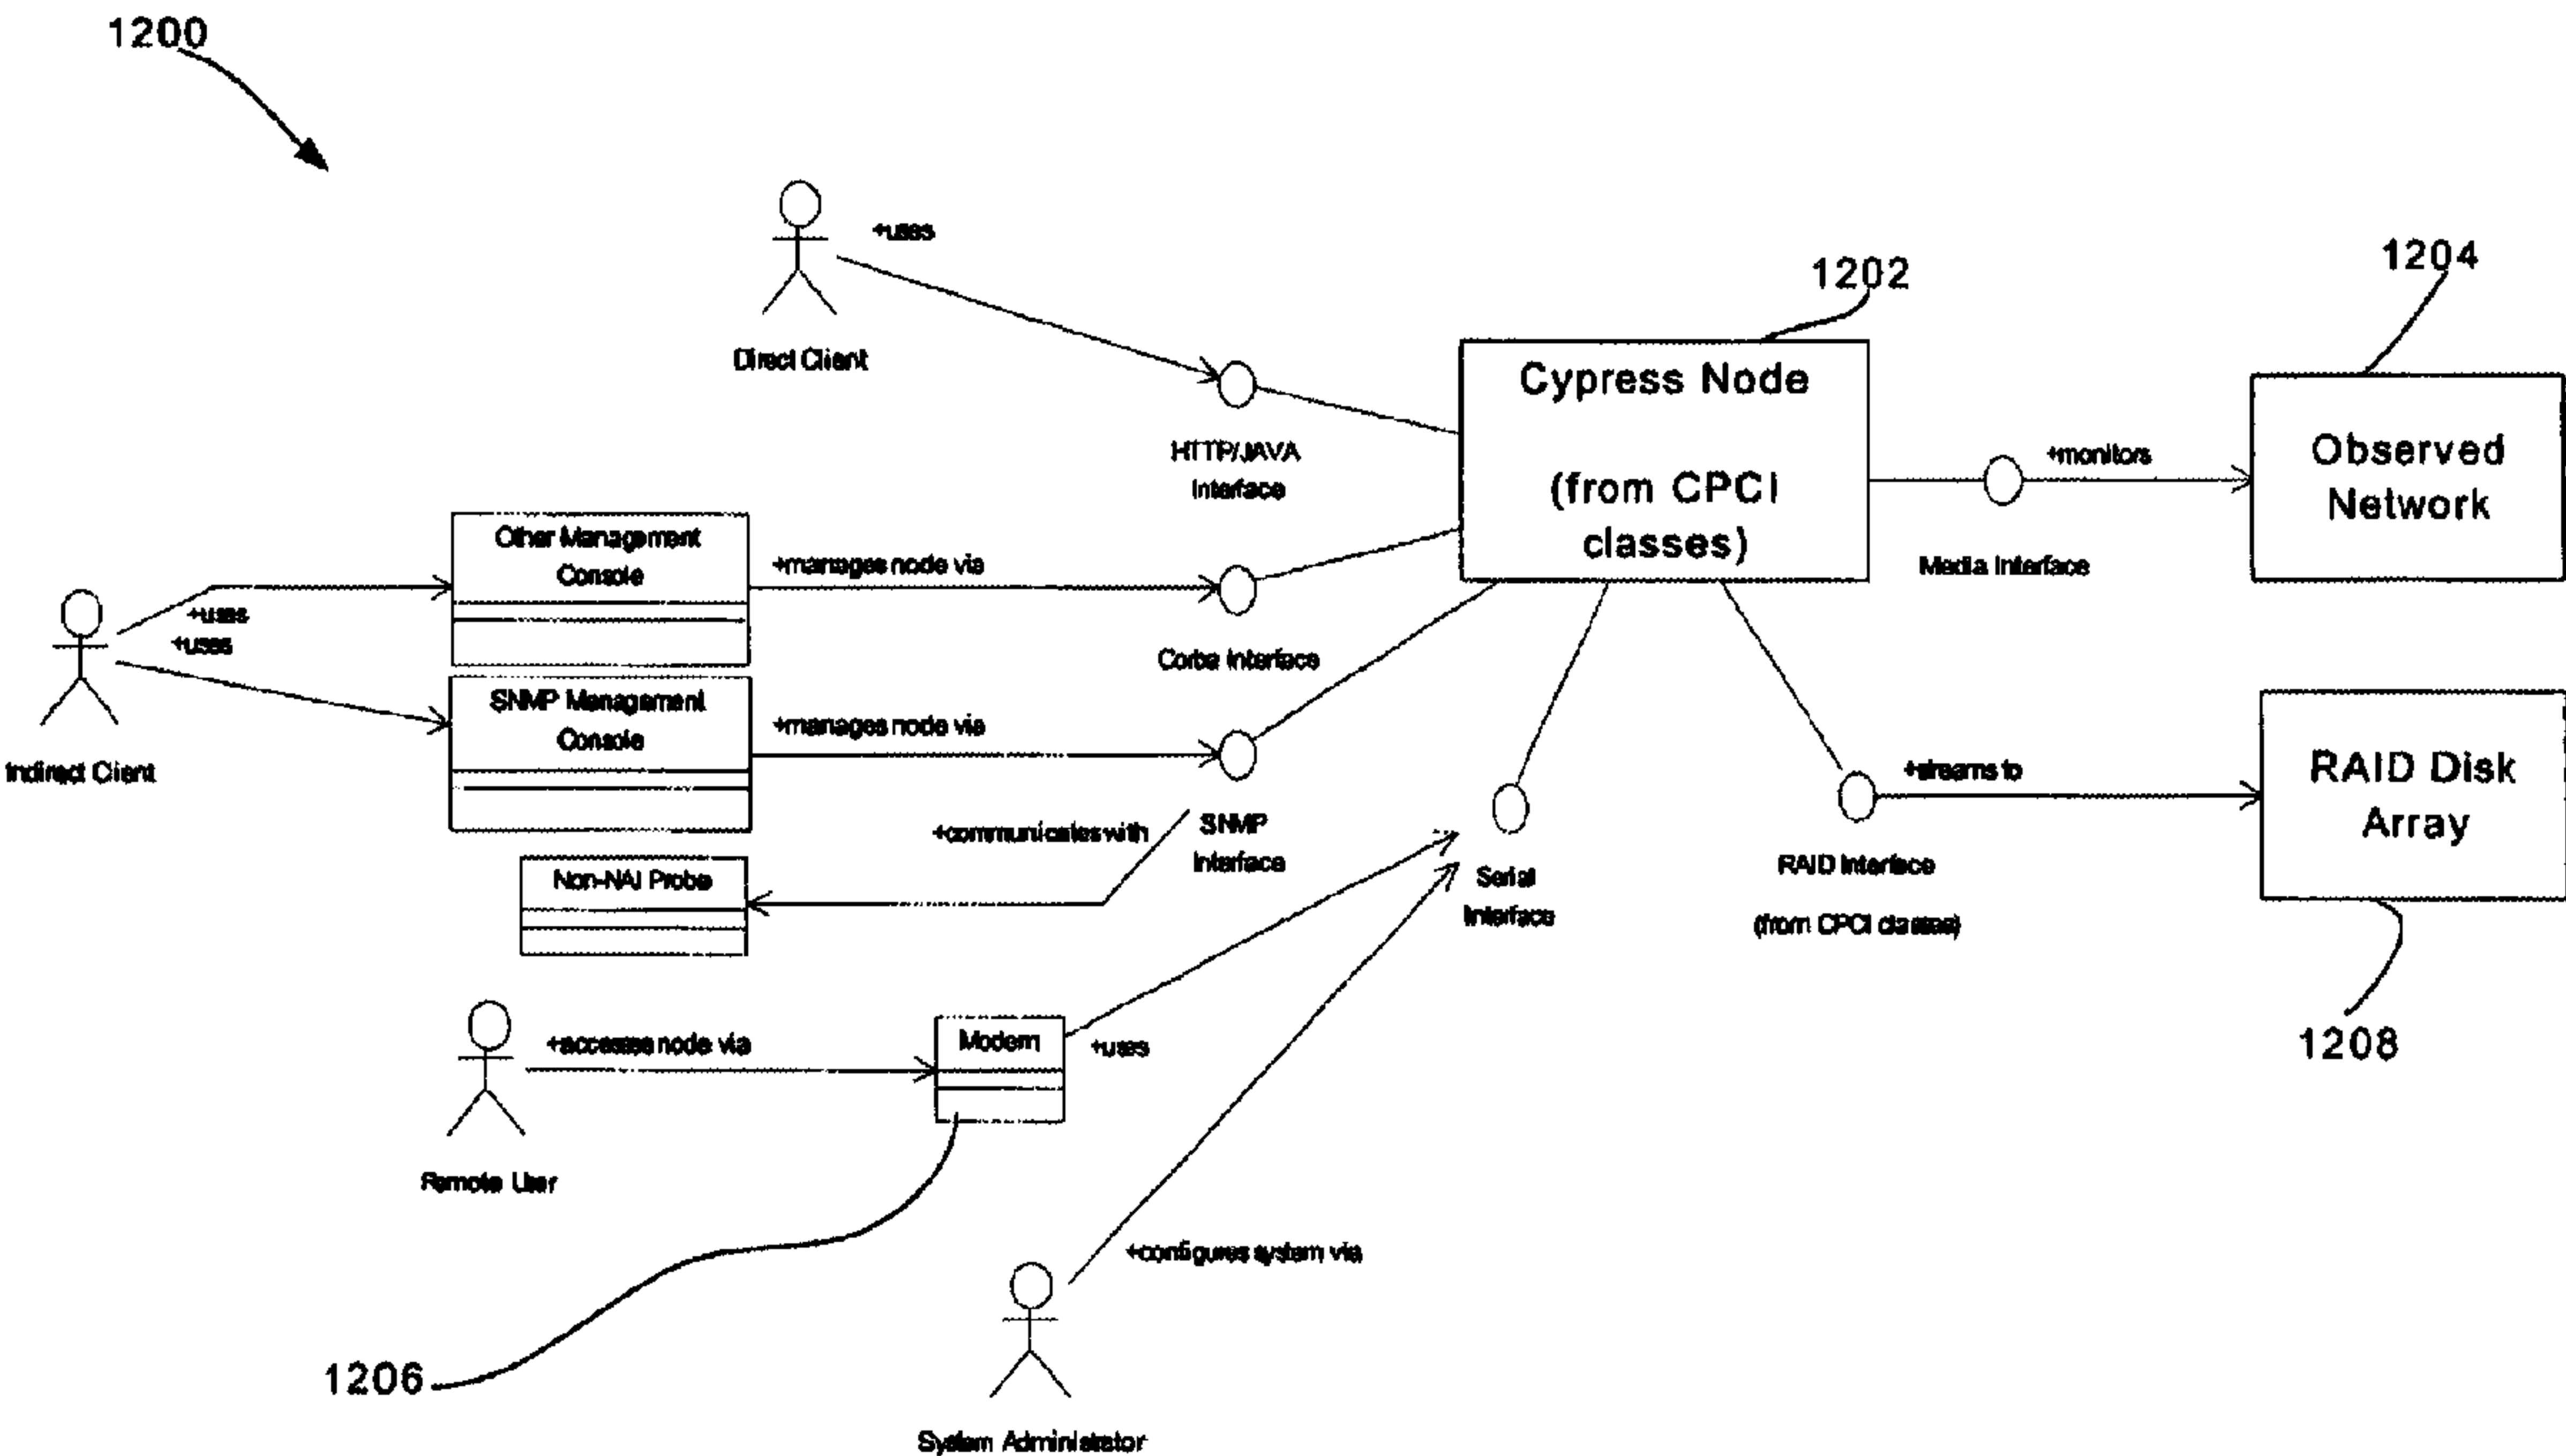 1200
+uses
Direct Client
1202
1204
Cypress Node
(from CPCI
classes)
Observed
Network
HTTP/JAVA
Interface
+monitors
Media Interface
Other Management
Console
+manages node via
+uses
+uses
Corba Interface
SNMP Management
Console
+manages node via
Indirect Client
RAID Disk
Array
+streams to
+communicates with
SNMP
Interface
Non-NAI Probe
Serial
Interface
RAID Interface
(from CPCI classes)
1208
+accesses node via
Modem
+uses
Remote User
+configures system via
1206
System Administrator